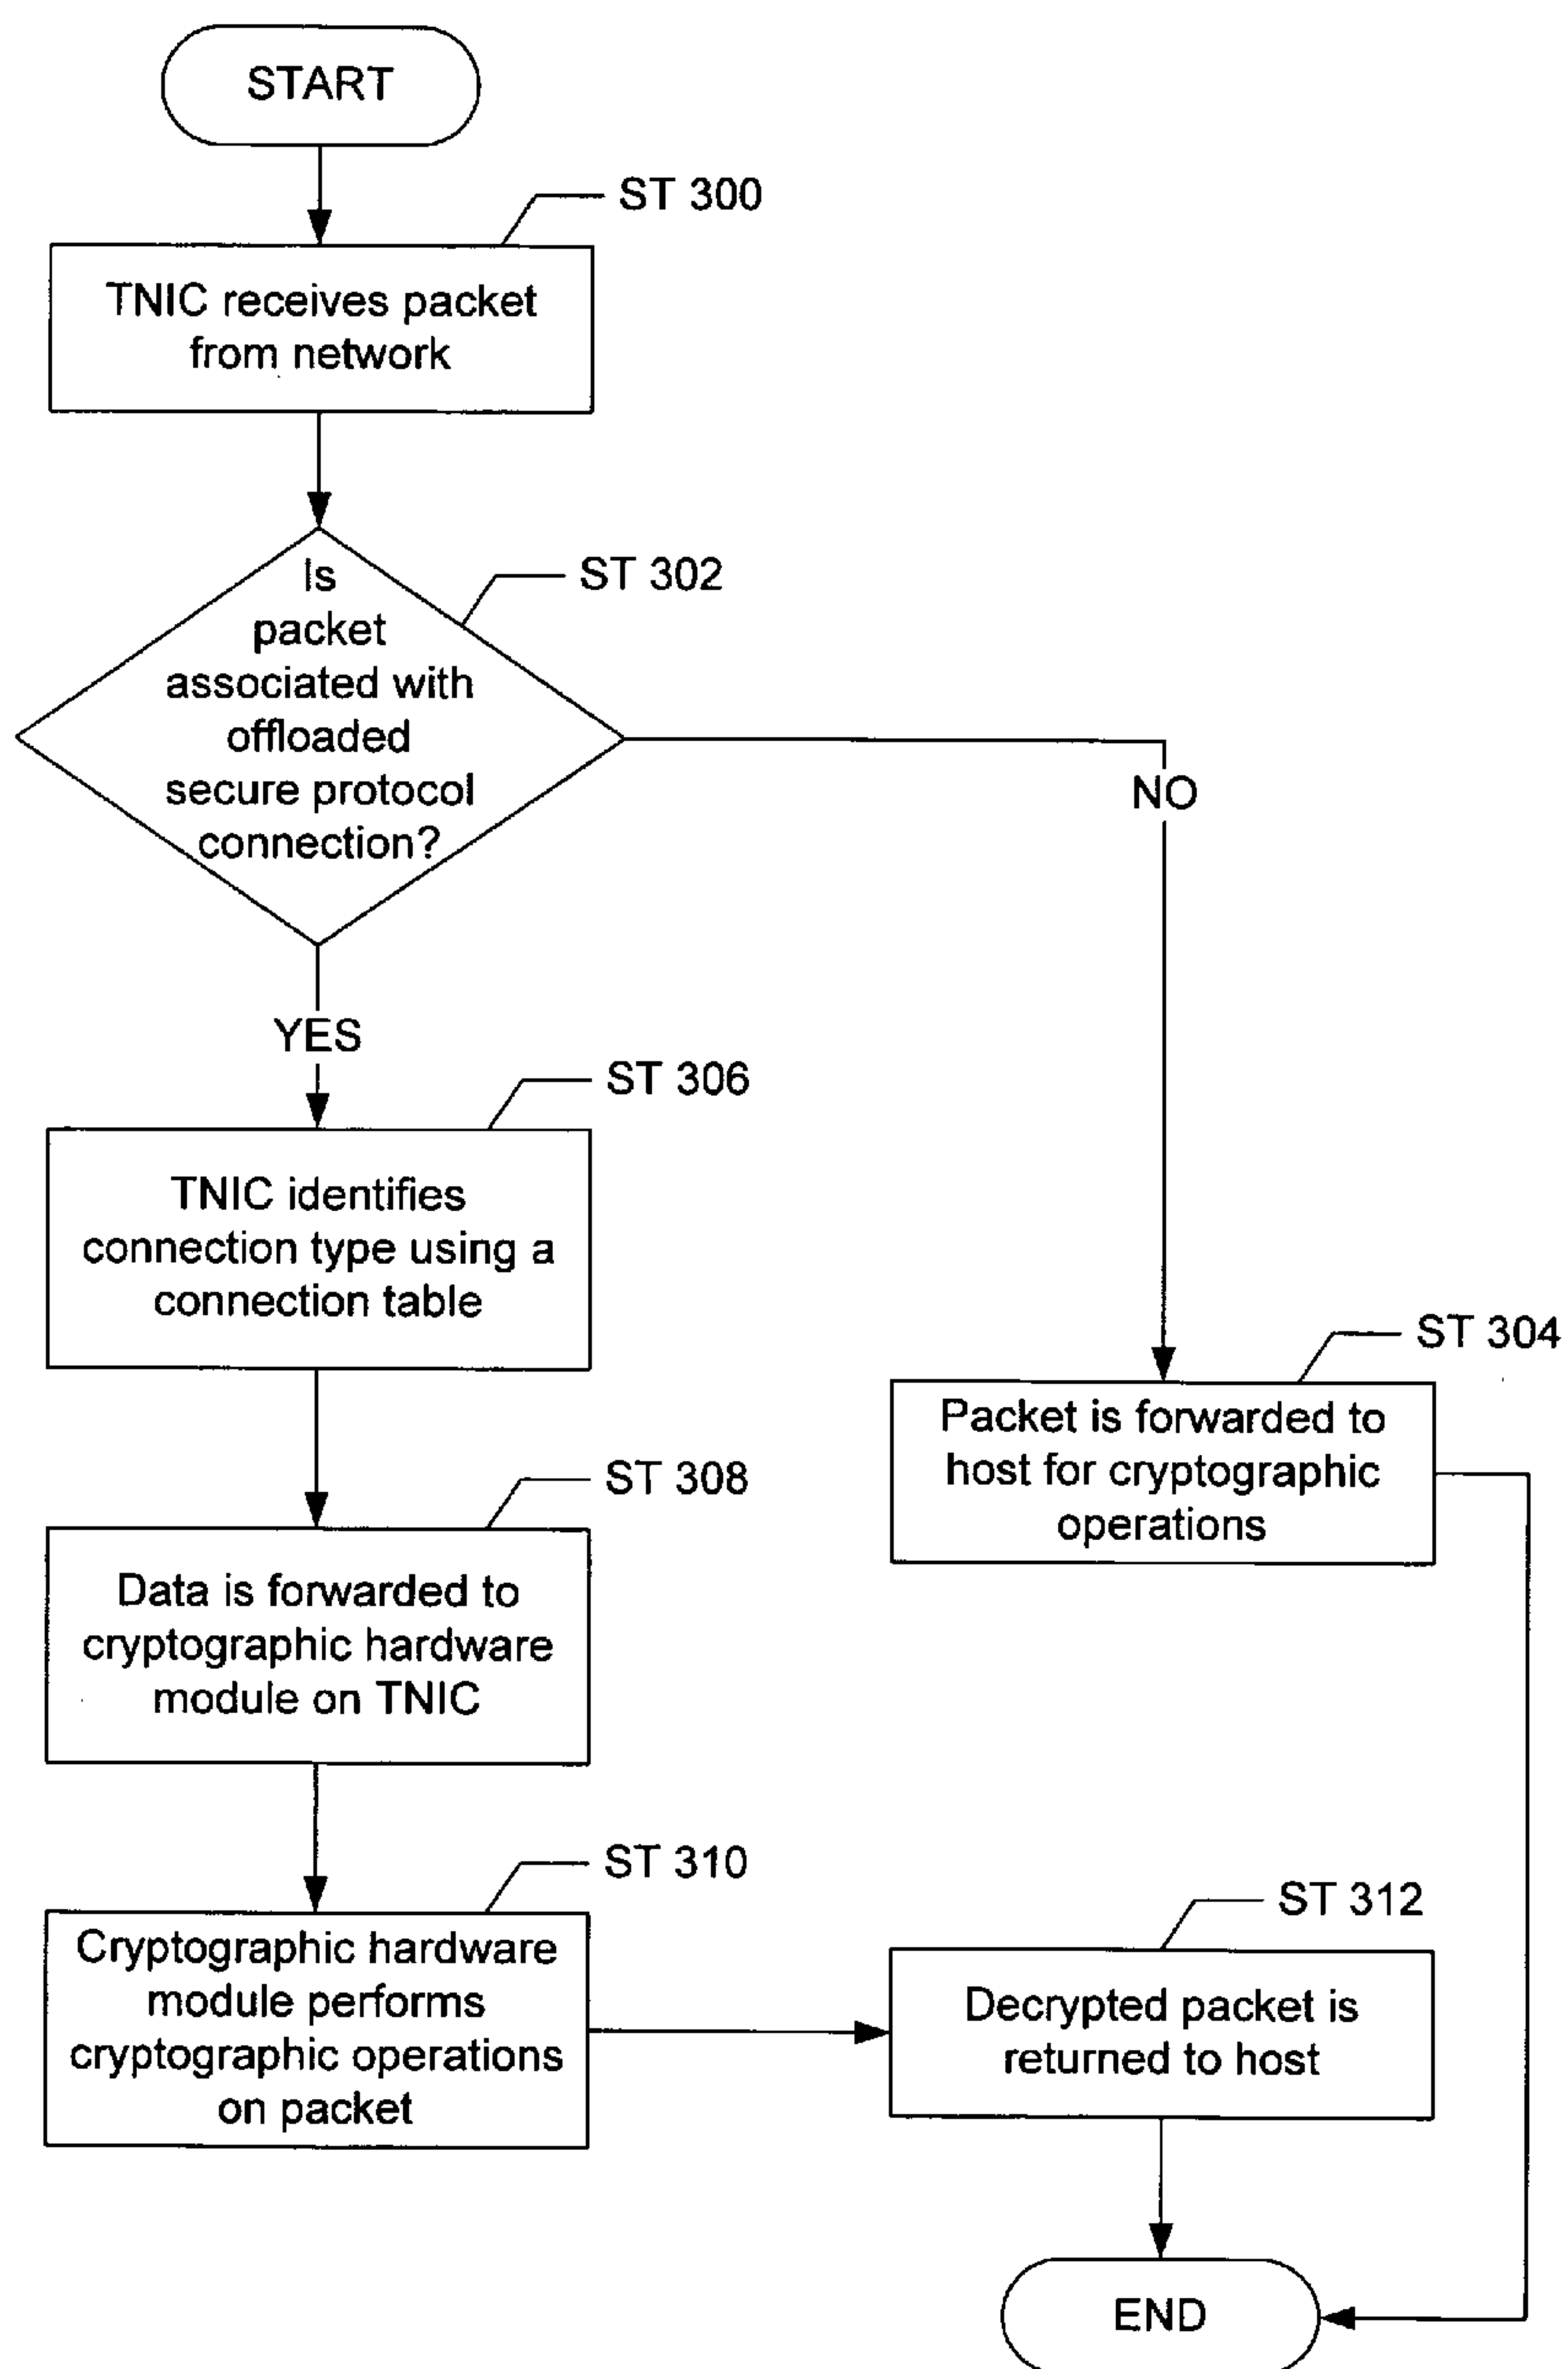 START
ST 300
TNIC receives packet
from network
ST 302
Is
packet
associated with
offloaded
secure protocol
connection?
NO
YES
ST 306
TNIC identifies
connection type using a
connection table
ST 304
Packet is forwarded to
host for cryptographic
operations
ST 308
Data is forwarded to
cryptographic hardware
module on TNIC
ST 310
Cryptographic hardware
module performs
cryptographic operations
on packet
ST 312
Decrypted packet is
returned to host
END